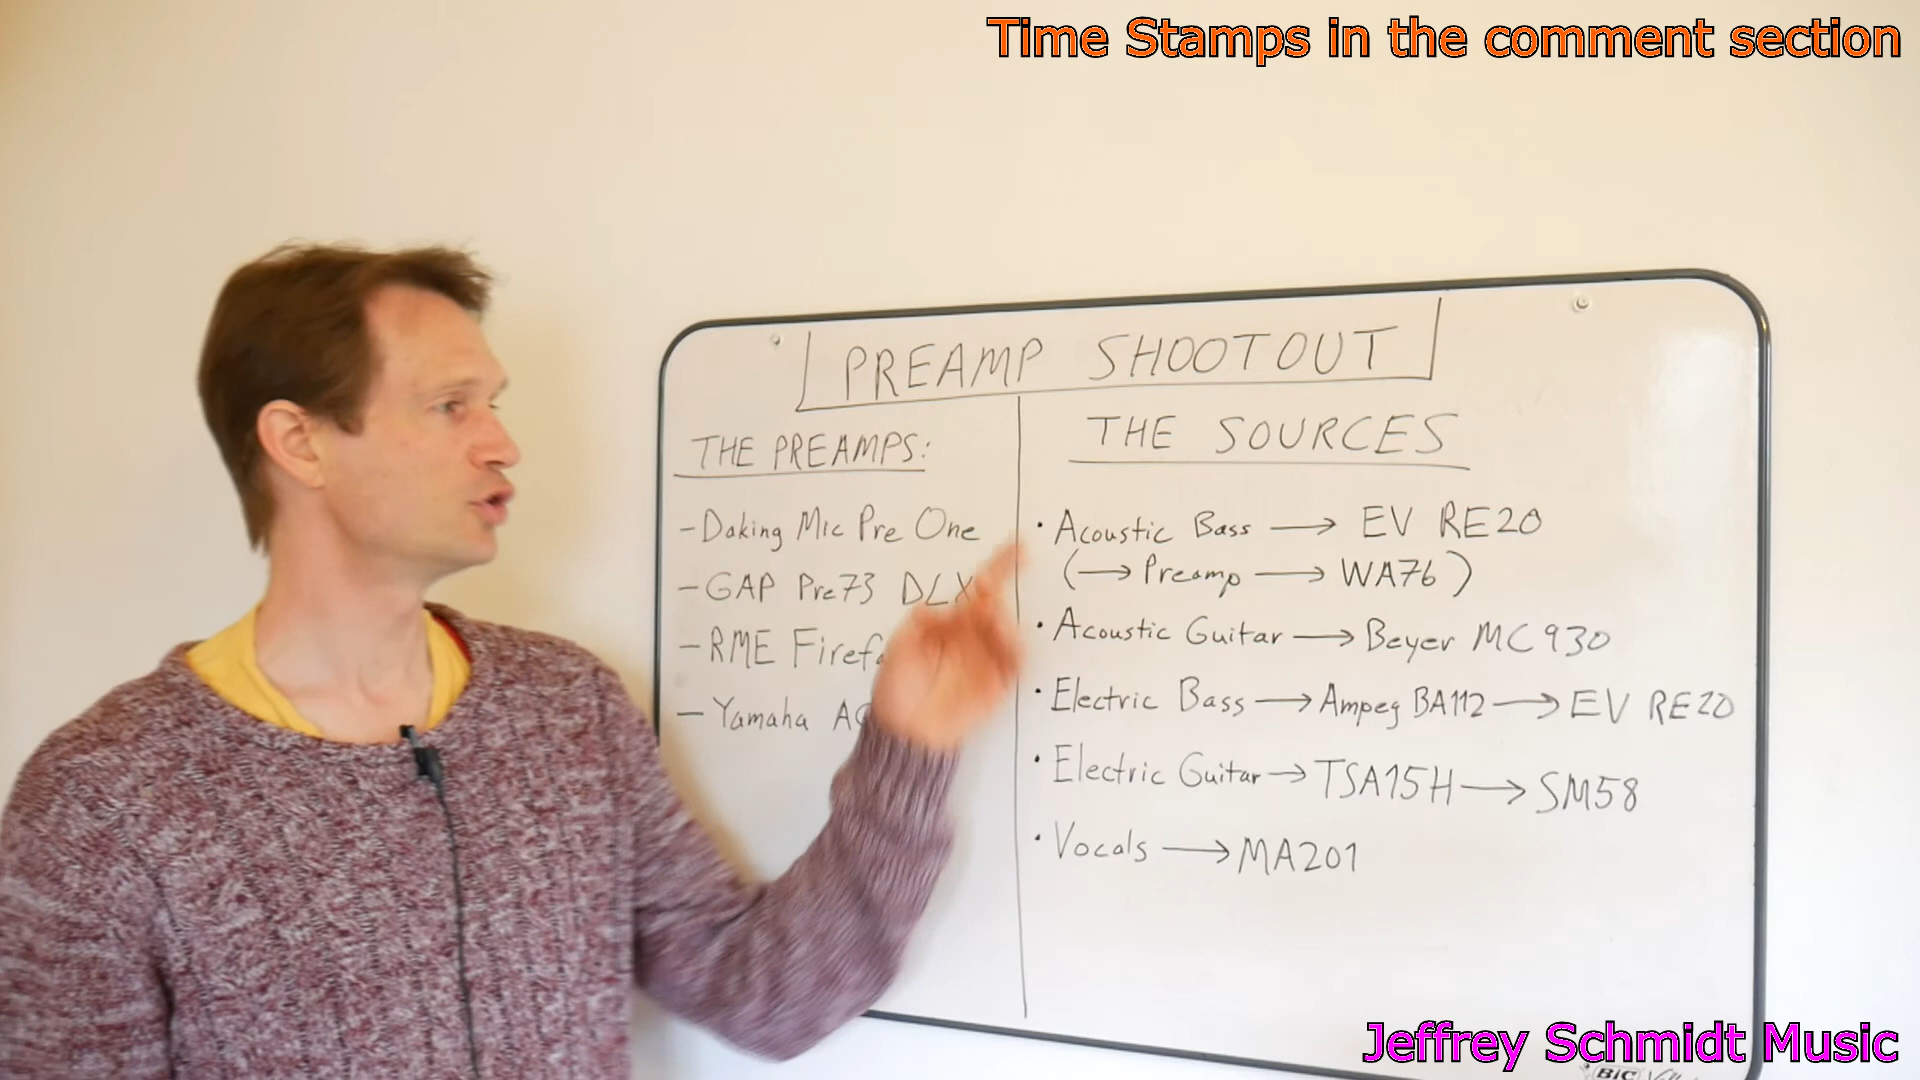 Time Stamps in the comment section
PREAMP SHOOTOUT
THE PREAMPS:
- Daking Mic Pre One
- GAP Pre73 DLX
- RME
- Yamaha
THE SOURCES
• Acoustic Bass → EV RE20
(→ Preamp → WA76)
• Acoustic Guitar → Beyer MC930
• Electric Bass → Ampeg BA112 → EV RE20
• Electric Guitar → TSA15H → SM58
• Vocals → MA201
Jeffrey Schmidt Music
BIC